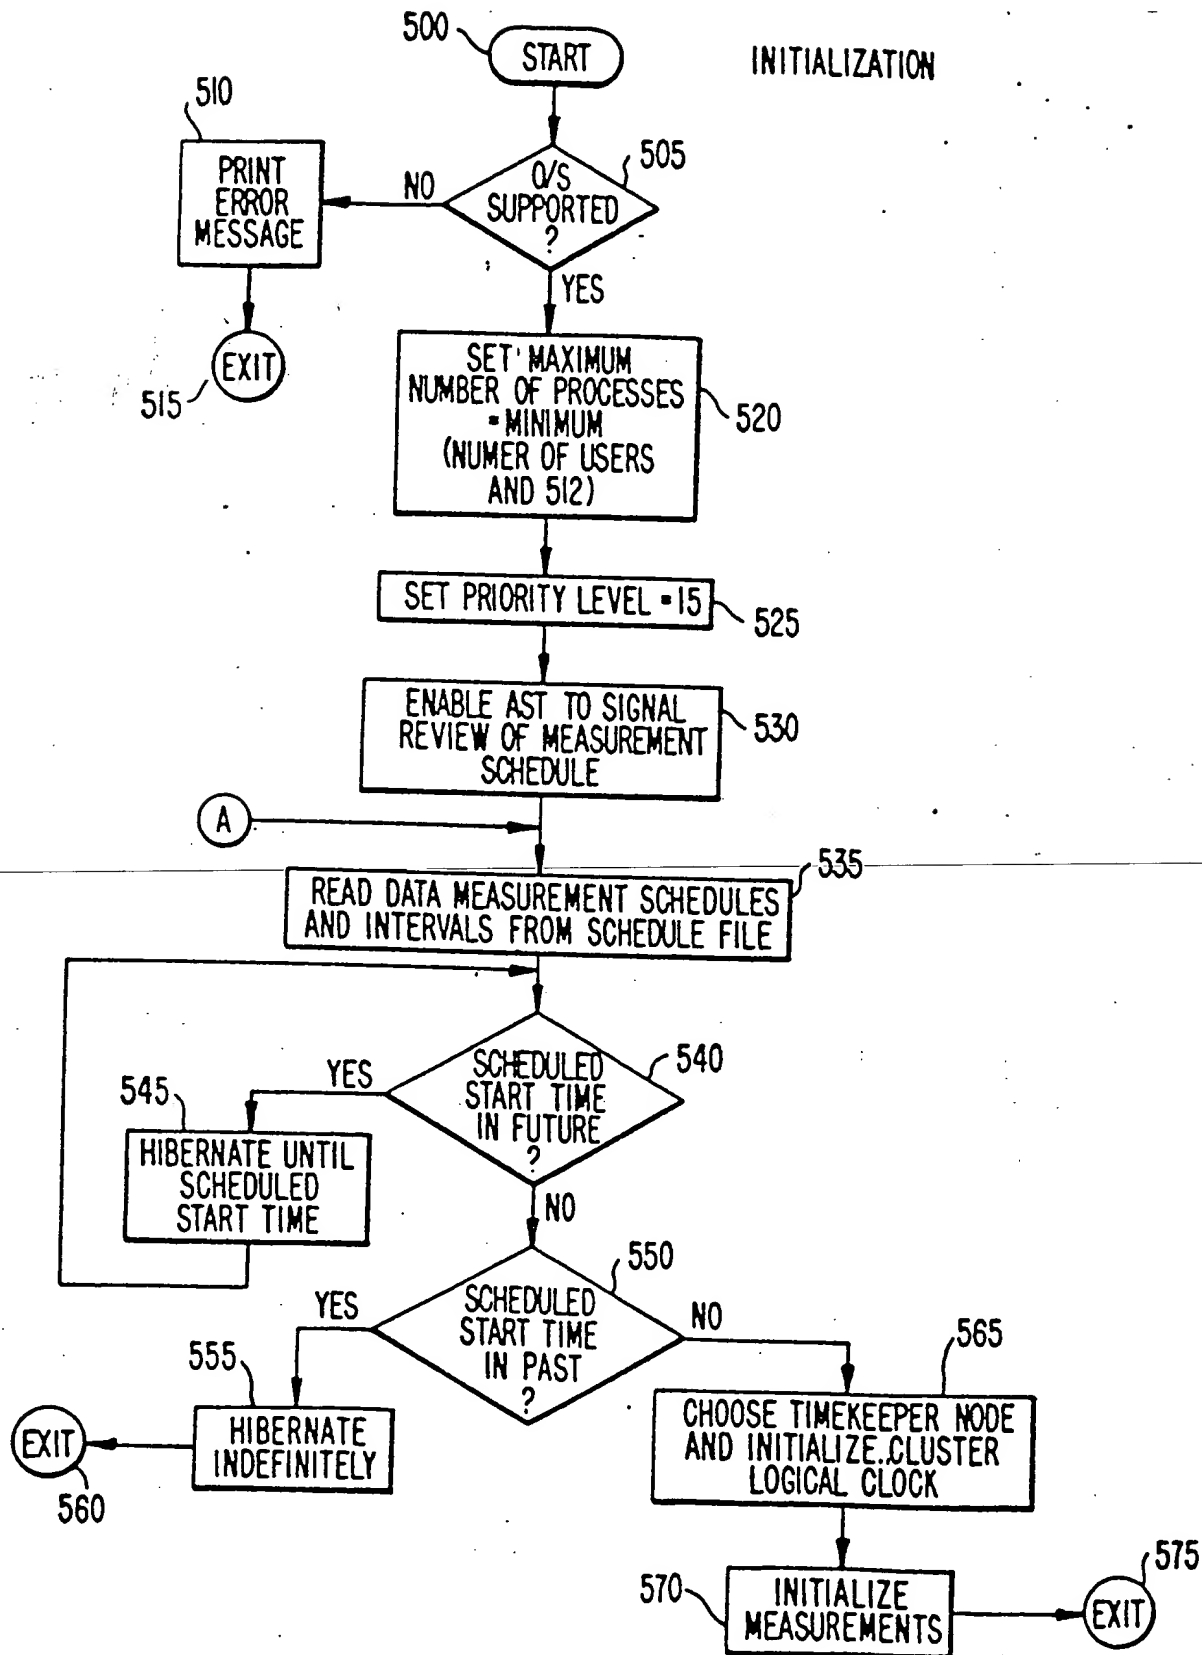 500
START
INITIALIZATION
510
PRINT
ERROR
MESSAGE
NO
O/S
SUPPORTED
?
505
YES
EXIT
515
SET MAXIMUM
NUMBER OF PROCESSES
=MINIMUM
(NUMER OF USERS
AND 512)
520
SET PRIORITY LEVEL =15
525
ENABLE AST TO SIGNAL
REVIEW OF MEASUREMENT
SCHEDULE
530
A
535
READ DATA MEASUREMENT SCHEDULES
AND INTERVALS FROM SCHEDULE FILE
SCHEDULED
START TIME
IN FUTURE
?
540
YES
545
HIBERNATE UNTIL
SCHEDULED
START TIME
NO
SCHEDULED
START TIME
IN PAST
?
550
YES
NO
555
HIBERNATE
INDEFINITELY
EXIT
560
565
CHOOSE TIMEKEEPER NODE
AND INITIALIZE..CLUSTER
LOGICAL CLOCK
570
INITIALIZE
MEASUREMENTS
575
EXIT